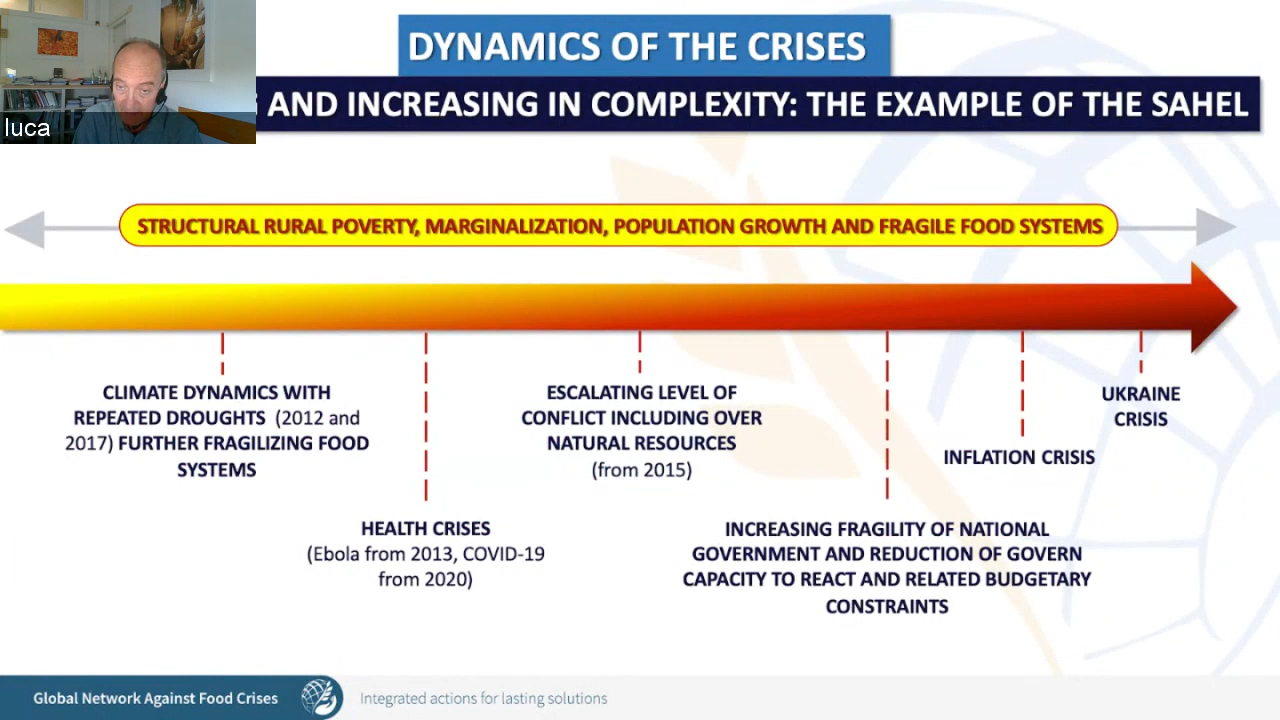 DYNAMICS OF THE CRISES
AND INCREASING IN COMPLEXITY: THE EXAMPLE OF THE SAHEL
luca
STRUCTURAL RURAL POVERTY, MARGINALIZATION, POPULATION GROWTH AND FRAGILE FOOD SYSTEMS
CLIMATE DYNAMICS WITH
REPEATED DROUGHTS (2012 and
2017) FURTHER FRAGILIZING FOOD
SYSTEMS
HEALTH CRISES
(Ebola from 2013, COVID-19
from 2020)
ESCALATING LEVEL OF
CONFLICT INCLUDING OVER
NATURAL RESOURCES
(from 2015)
INCREASING FRAGILITY OF NATIONAL
GOVERNMENT AND REDUCTION OF GOVERN
CAPACITY TO REACT AND RELATED BUDGETARY
CONSTRAINTS
INFLATION CRISIS
UKRAINE
CRISIS
Global Network Against Food Crises
Integrated actions for lasting solutions